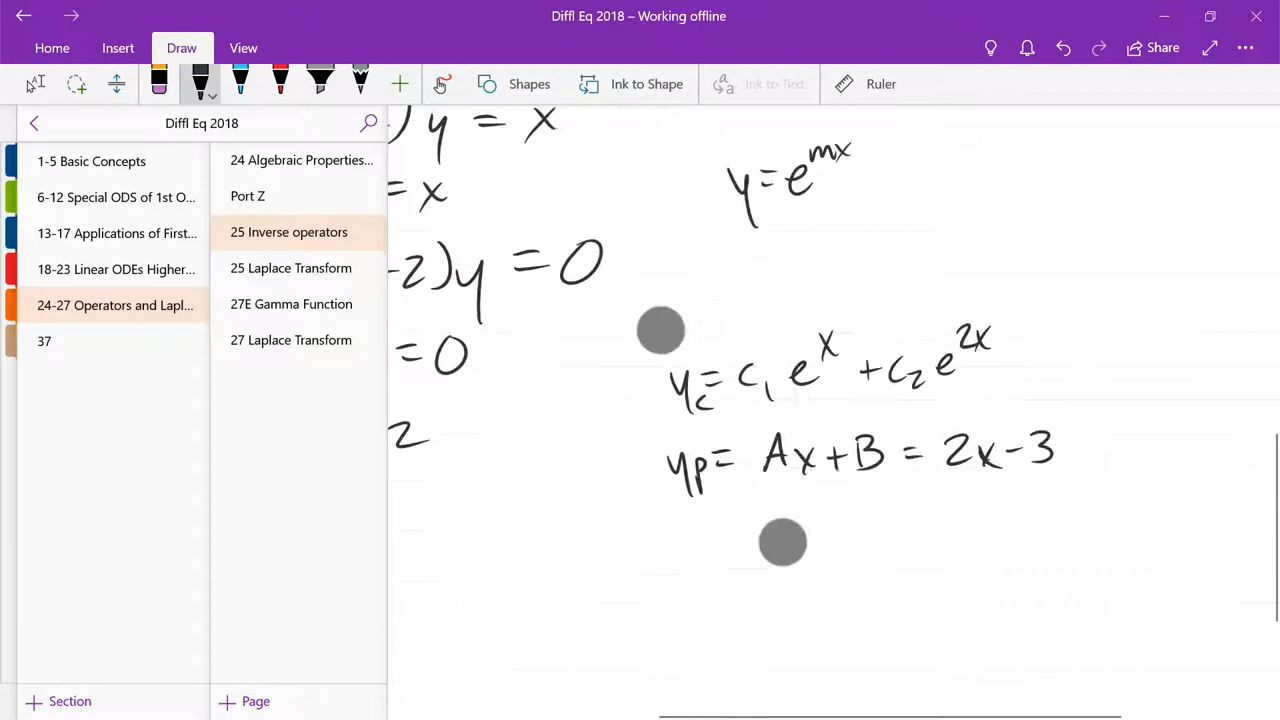 Diffl Eq 2018 – Working offline
Home Insert Draw View Share
Shapes Ink to Shape Ink to Text Ruler
Diffl Eq 2018
1-5 Basic Concepts
6-12 Special ODS of 1st O...
13-17 Applications of First...
18-23 Linear ODEs Higher...
24-27 Operators and Lapl...
37
24 Algebraic Properties...
Port Z
25 Inverse operators
25 Laplace Transform
27E Gamma Function
27 Laplace Transform
+ Section
+ Page
)y = x
= x
-2)y = 0
= 0
2
y = e^{mx}
y_c = c_1 e^x + c_2 e^{2x}
yp = Ax + B = 2x - 3